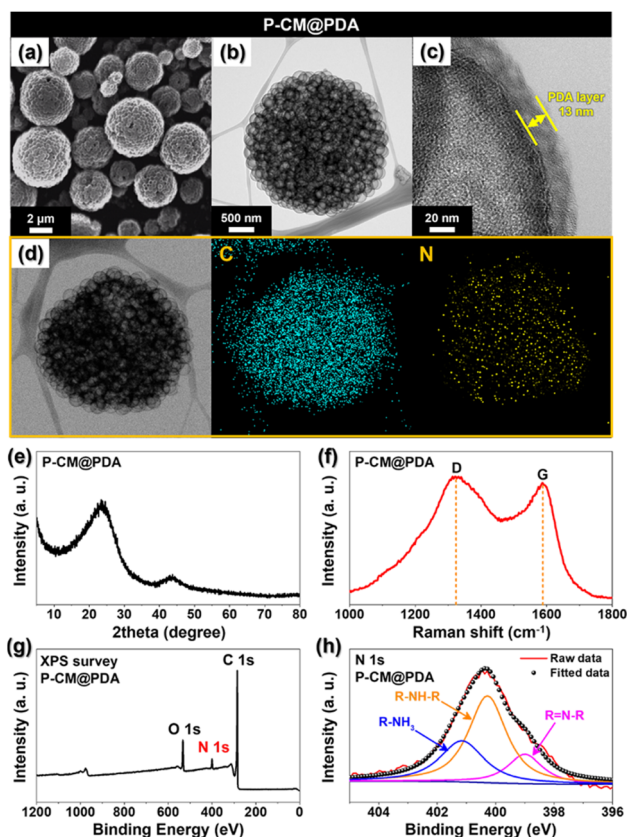 P-CM@PDA
(a)
2 μm
(b)
500 nm
(c)
PDA layer
13 nm
20 nm
(d)
C
N
(e)
P-CM@PDA
Intensity (a. u.)
10 20 30 40 50 60 70 80
2theta (degree)
(f)
P-CM@PDA
D
G
Intensity (a. u.)
1000 1200 1400 1600 1800
Raman shift (cm⁻¹)
(g)
XPS survey
P-CM@PDA
C 1s
O 1s
N 1s
Intensity (a. u.)
1200 1000 800 600 400 200 0
Binding Energy (eV)
(h)
N 1s
P-CM@PDA
Raw data
Fitted data
R-NH-R
R-NH₃
R=N-R
Intensity (a. u.)
404 402 400 398 396
Binding Energy (eV)